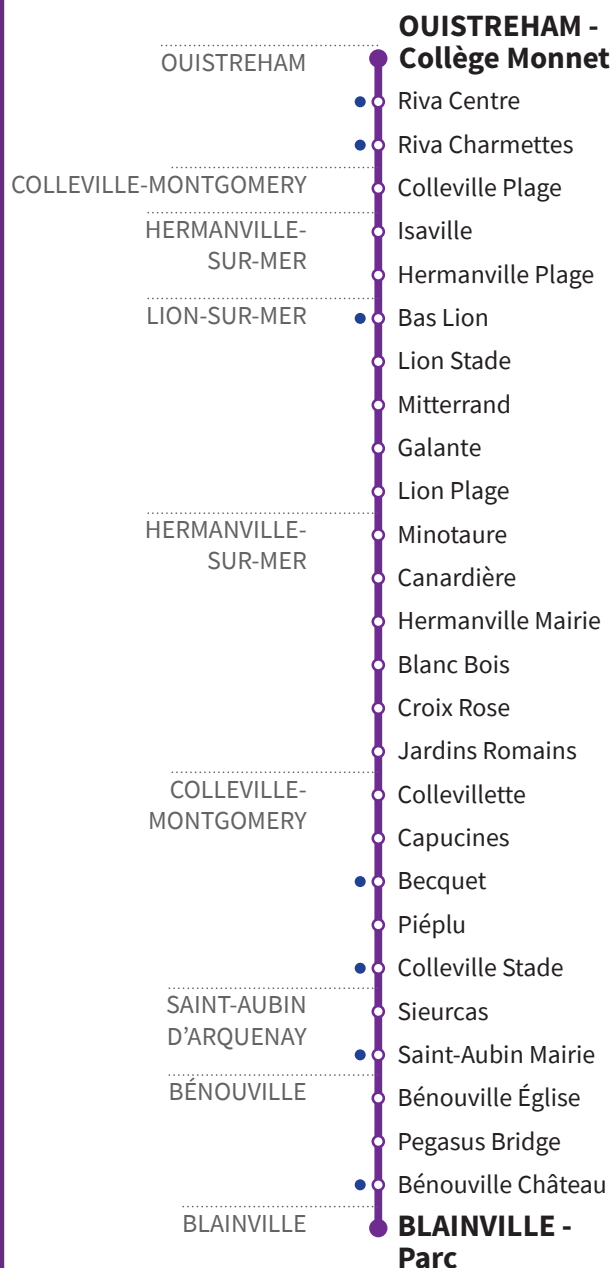 OUISTREHAM -
Collège Monnet
OUISTREHAM
Riva Centre
Riva Charmettes
COLLEVILLE-MONTGOMERY
Colleville Plage
HERMANVILLE-
SUR-MER
Isaville
Hermanville Plage
LION-SUR-MER
Bas Lion
Lion Stade
Mitterrand
Galante
Lion Plage
HERMANVILLE-
SUR-MER
Minotaure
Canardière
Hermanville Mairie
Blanc Bois
Croix Rose
Jardins Romains
COLLEVILLE-
MONTGOMERY
Collevillette
Capucines
Becquet
Piéplu
Colleville Stade
SAINT-AUBIN
D'ARQUENAY
Sieurcas
Saint-Aubin Mairie
BÉNOUVILLE
Bénouville Église
Pegasus Bridge
Bénouville Château
BLAINVILLE
BLAINVILLE -
Parc